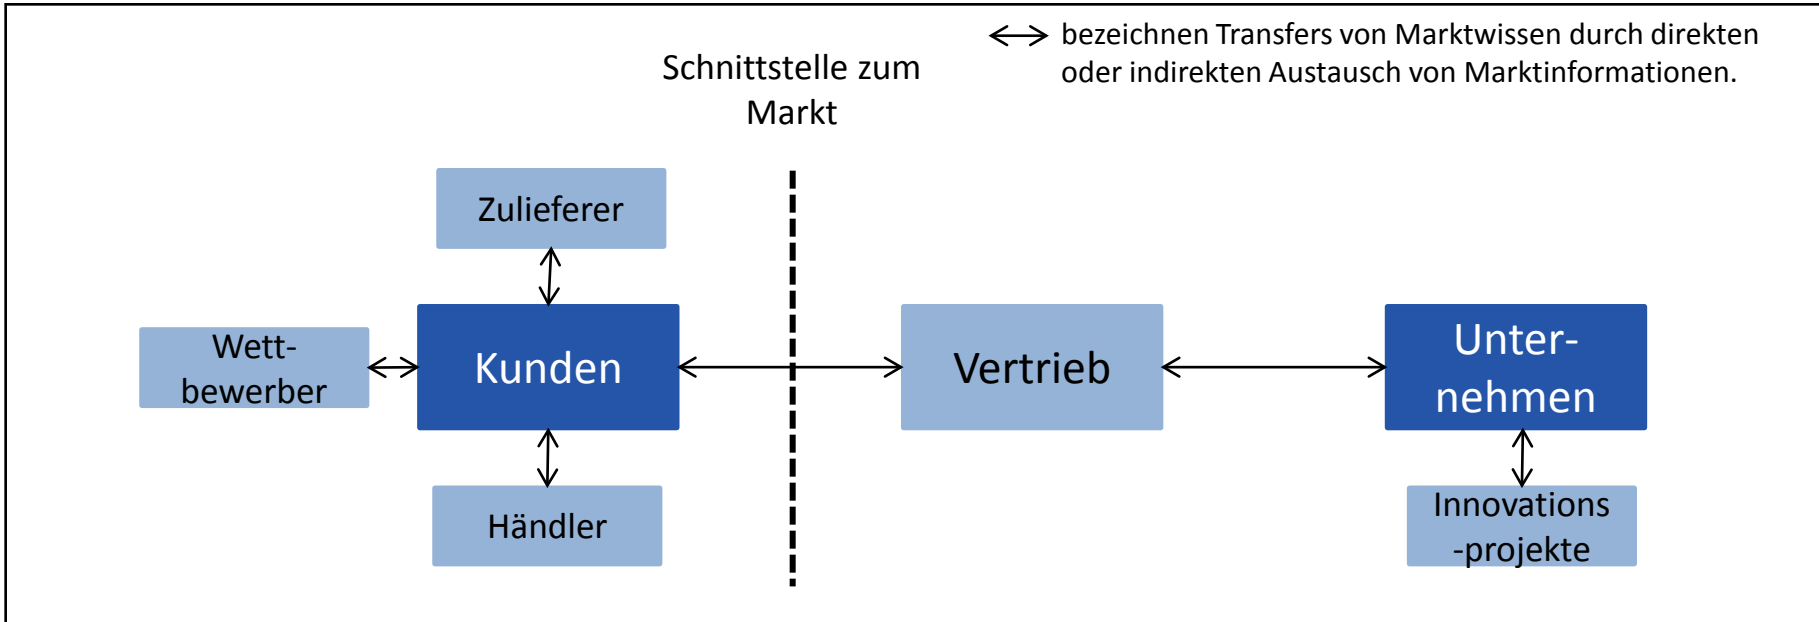 bezeichnen Transfers von Marktwissen durch direkten
oder indirekten Austausch von Marktinformationen.
Schnittstelle zum
Markt
Zulieferer
Wett-
bewerber
Kunden
Vertrieb
Unter-
nehmen
Händler
Innovations
-projekte